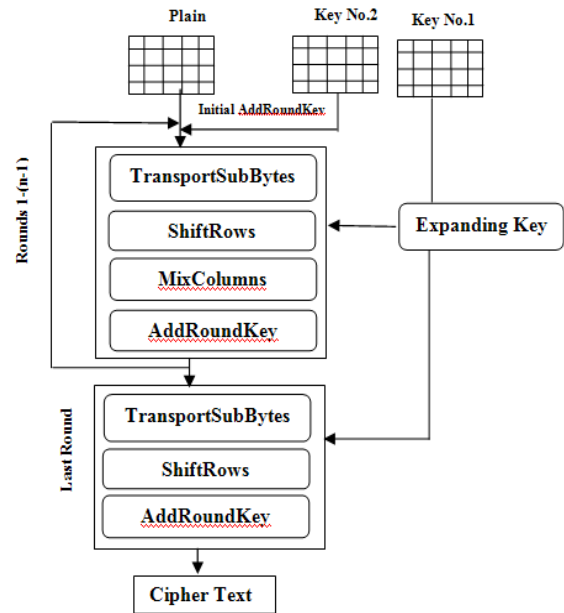 Plain
Key No.2
Key No.1
Initial AddRoundKey
Rounds 1-(n-1)
TransportSubBytes
ShiftRows
MixColumns
AddRoundKey
Expanding Key
Last Round
TransportSubBytes
ShiftRows
AddRoundKey
Cipher Text